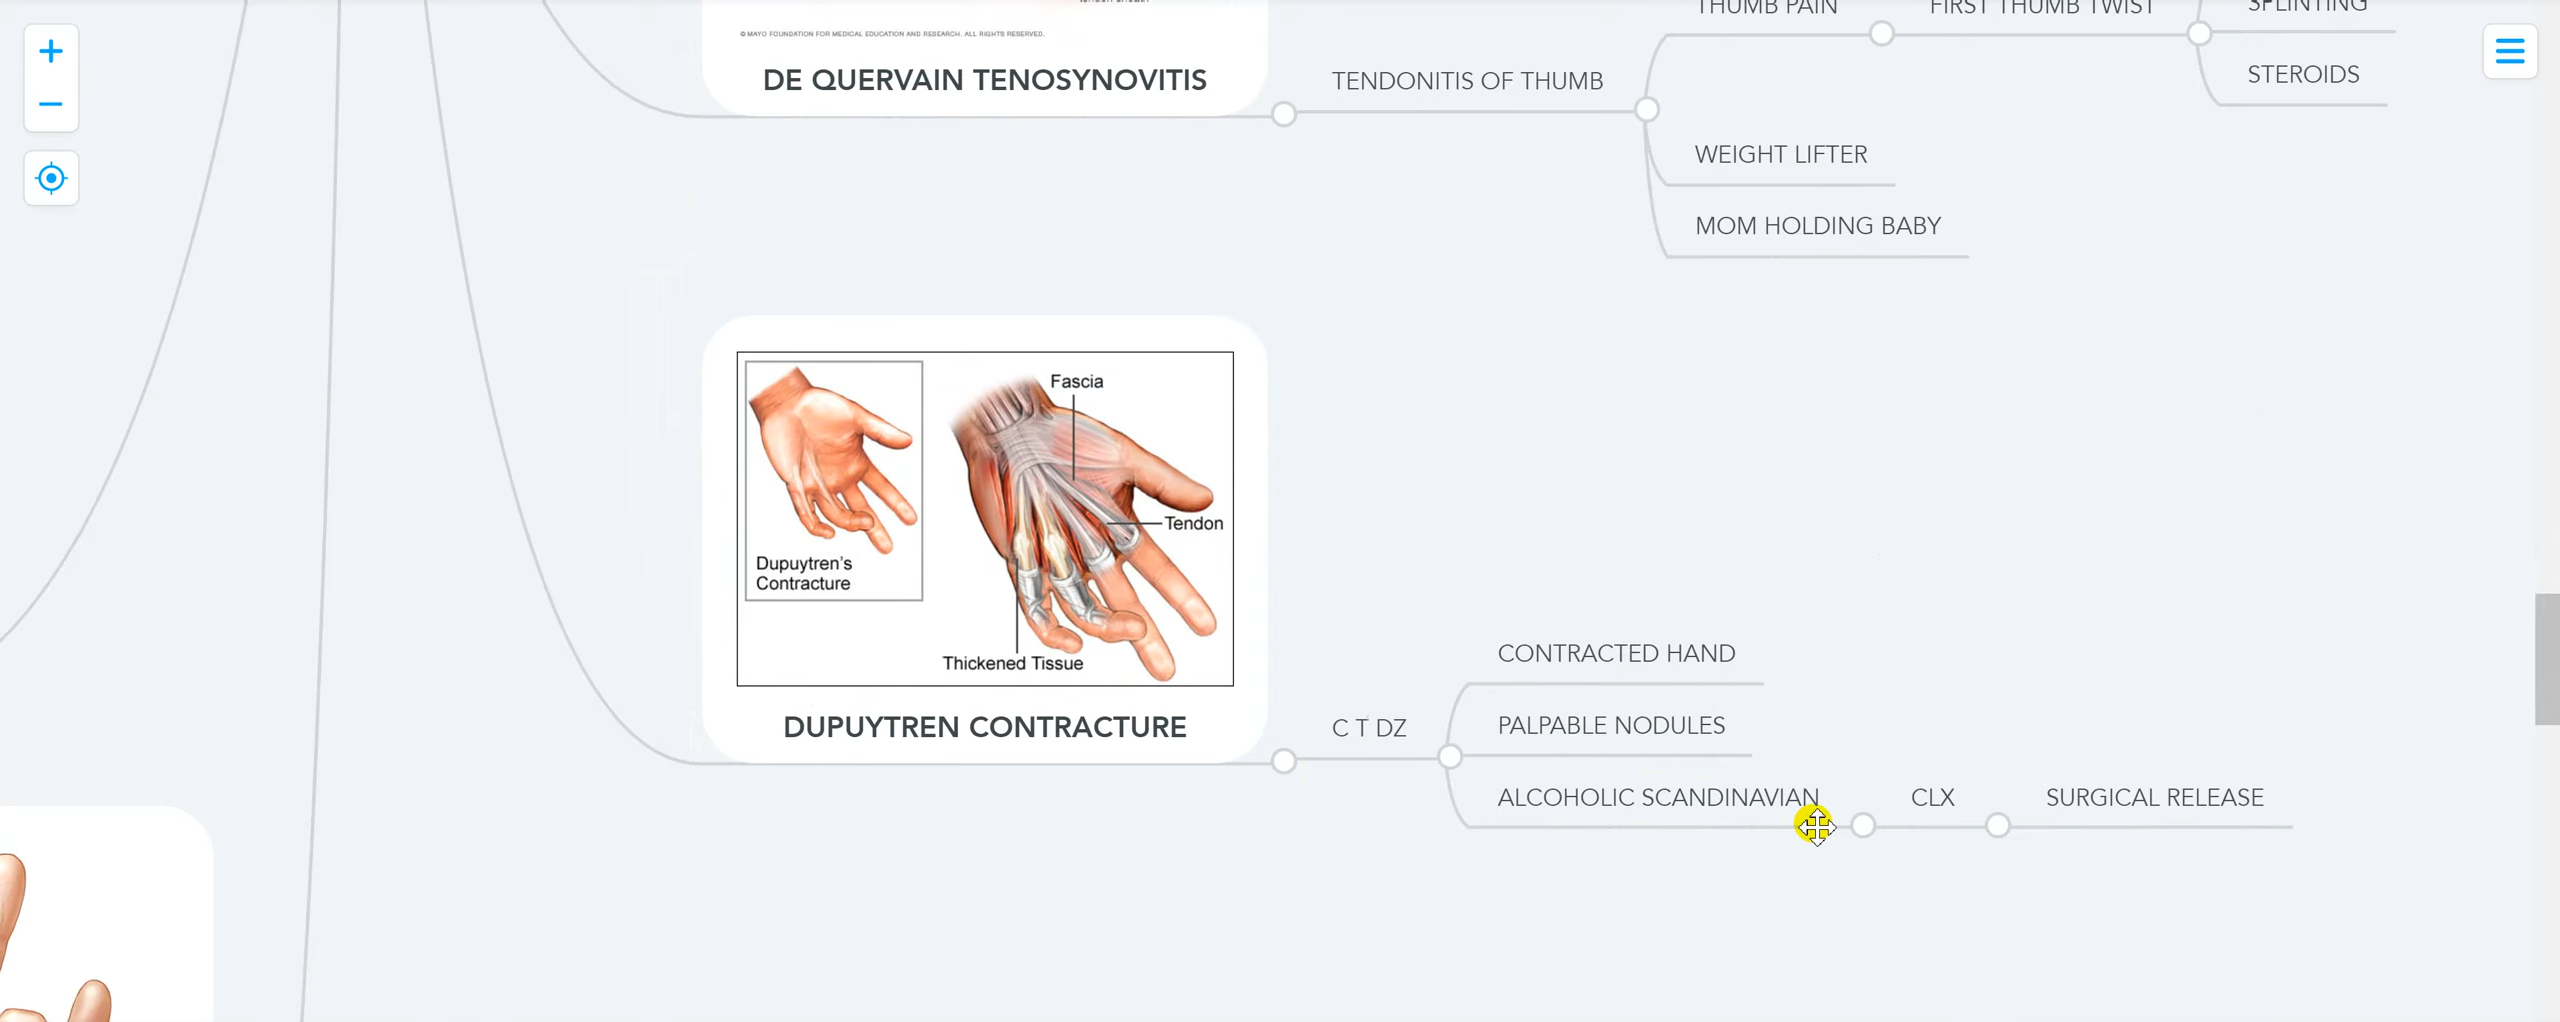 THUMB PAIN
FIRST THUMB TWIST
SPLINTING
© MAYO FOUNDATION FOR MEDICAL EDUCATION AND RESEARCH. ALL RIGHTS RESERVED.
DE QUERVAIN TENOSYNOVITIS
TENDONITIS OF THUMB
STEROIDS
WEIGHT LIFTER
MOM HOLDING BABY
Fascia
Tendon
Dupuytren's
Contracture
Thickened Tissue
DUPUYTREN CONTRACTURE
C T DZ
CONTRACTED HAND
PALPABLE NODULES
ALCOHOLIC SCANDINAVIAN
CLX
SURGICAL RELEASE